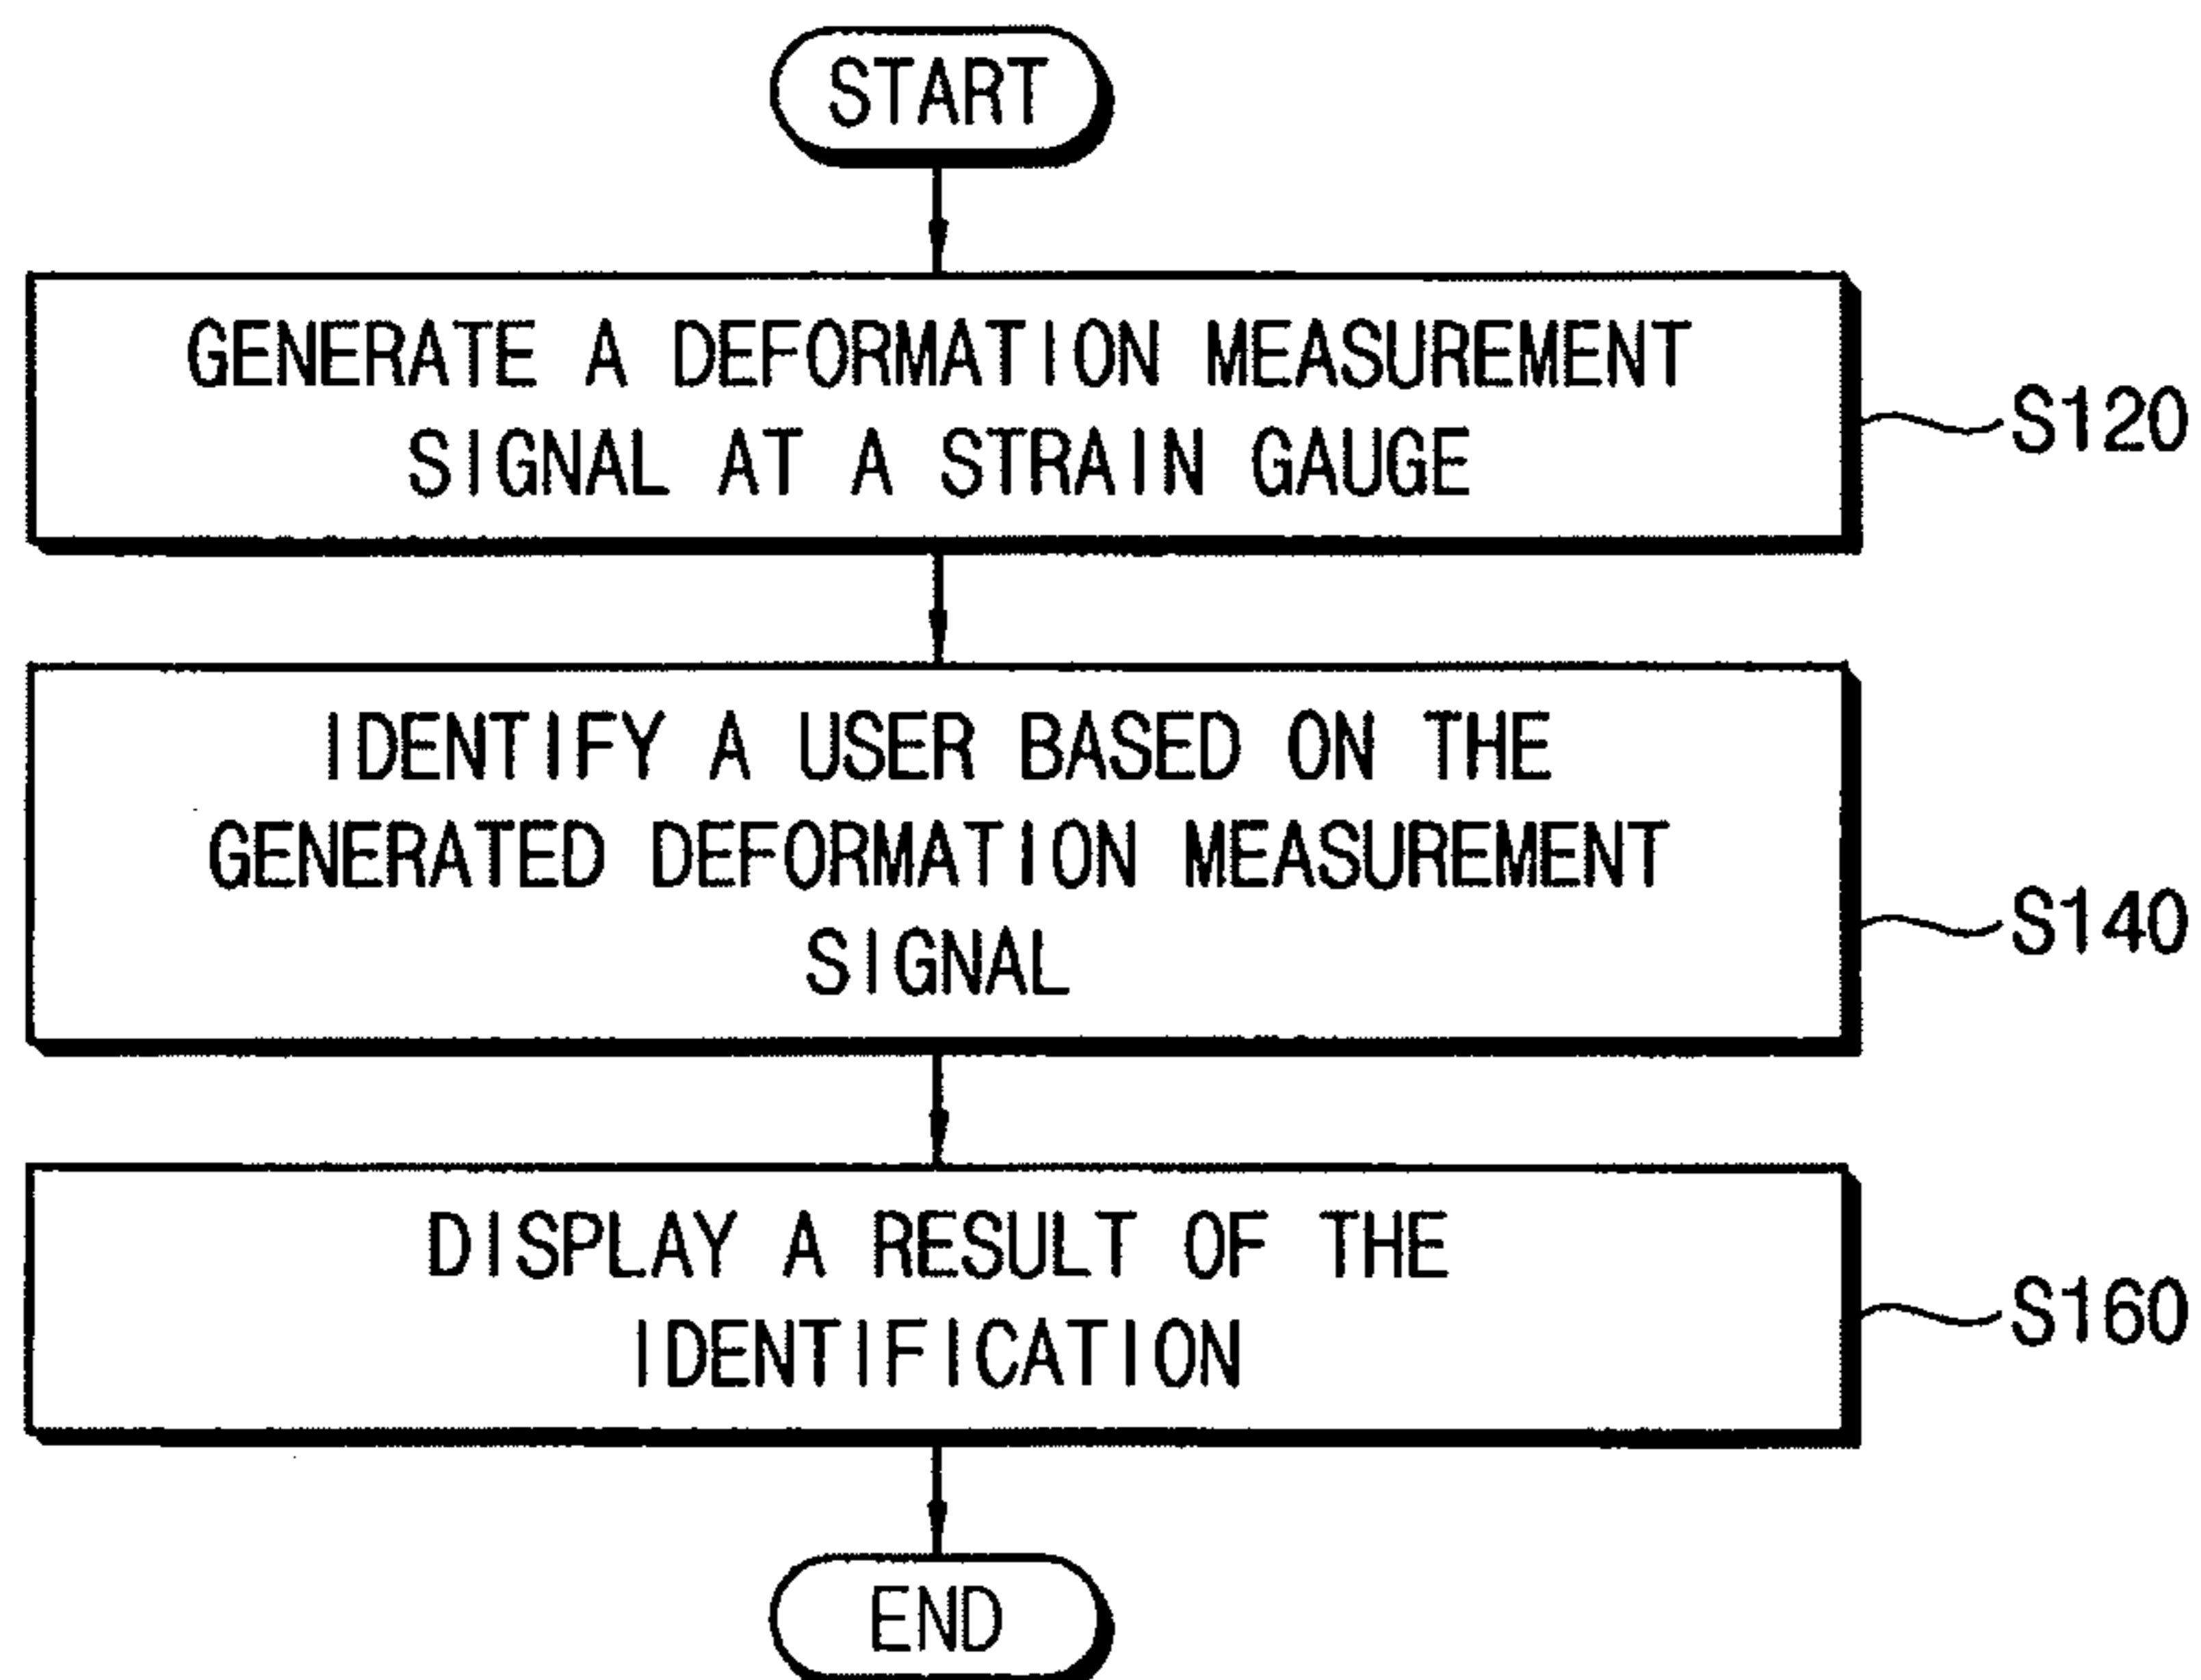 START
GENERATE A DEFORMATION MEASUREMENT
SIGNAL AT A STRAIN GAUGE
S120
IDENTIFY A USER BASED ON THE
GENERATED DEFORMATION MEASUREMENT
SIGNAL
S140
DISPLAY A RESULT OF THE
IDENTIFICATION
S160
END